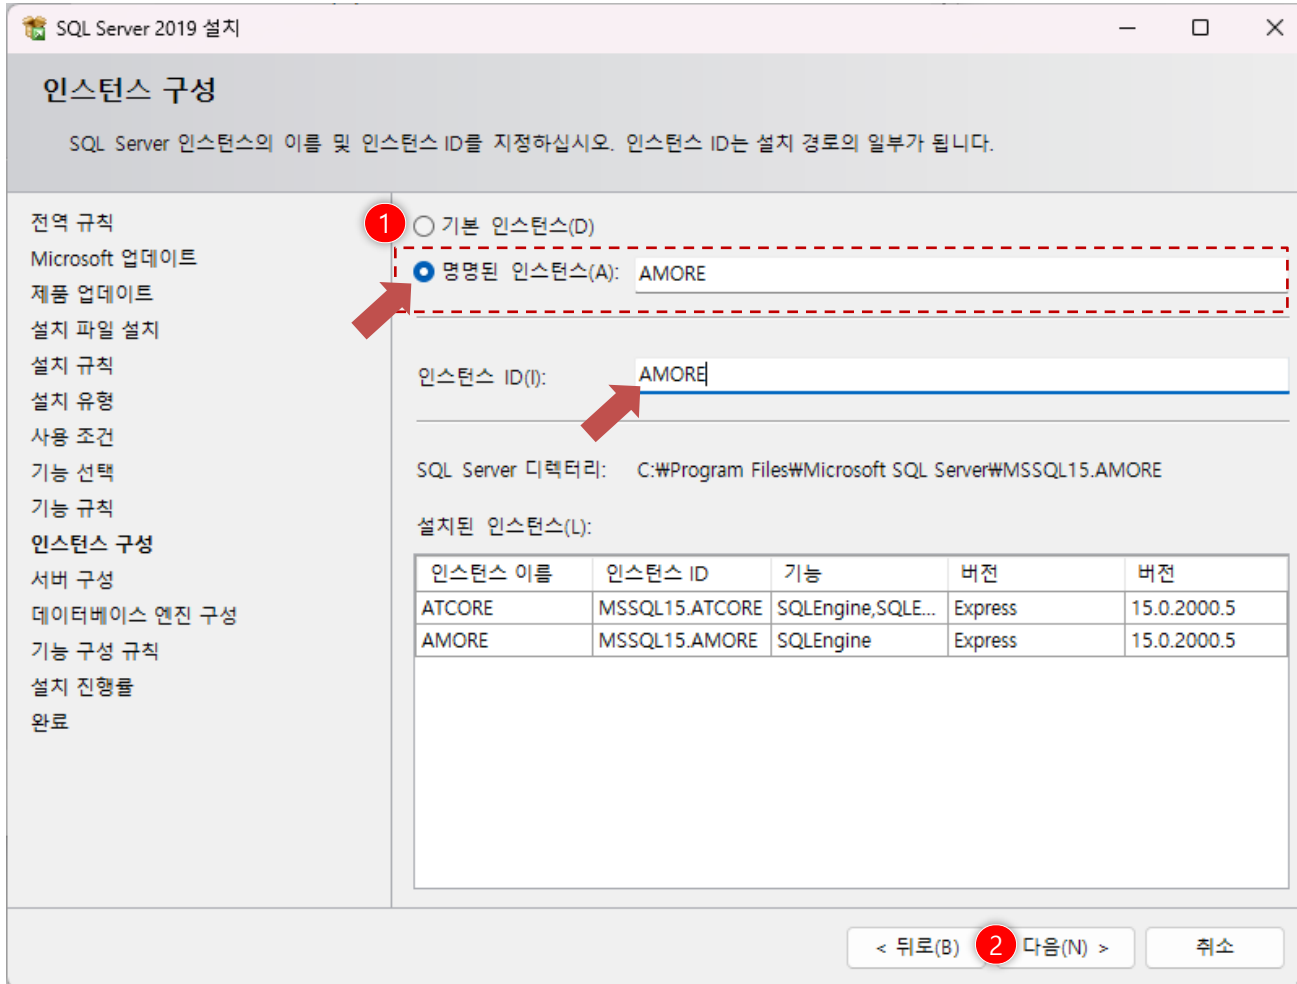 SQL Server 2019 설치
인스턴스 구성
SQL Server 인스턴스의 이름 및 인스턴스 ID를 지정하십시오. 인스턴스 ID는 설치 경로의 일부가 됩니다.
전역 규칙
Microsoft 업데이트
제품 업데이트
설치 파일 설치
설치 규칙
설치 유형
사용 조건
기능 선택
기능 규칙
인스턴스 구성
서버 구성
데이터베이스 엔진 구성
기능 구성 규칙
설치 진행률
완료
1 기본 인스턴스(D)
명명된 인스턴스(A): AMORE
인스턴스 ID(I): AMORE
SQL Server 디렉터리: C:₩Program Files₩Microsoft SQL Server₩MSSQL15.AMORE
설치된 인스턴스(L):
인스턴스 이름 인스턴스 ID 기능 버전 버전
ATCORE MSSQL15.ATCORE SQLEngine,SQLE... Express 15.0.2000.5
AMORE MSSQL15.AMORE SQLEngine Express 15.0.2000.5
< 뒤로(B) 2 다음(N) > 취소